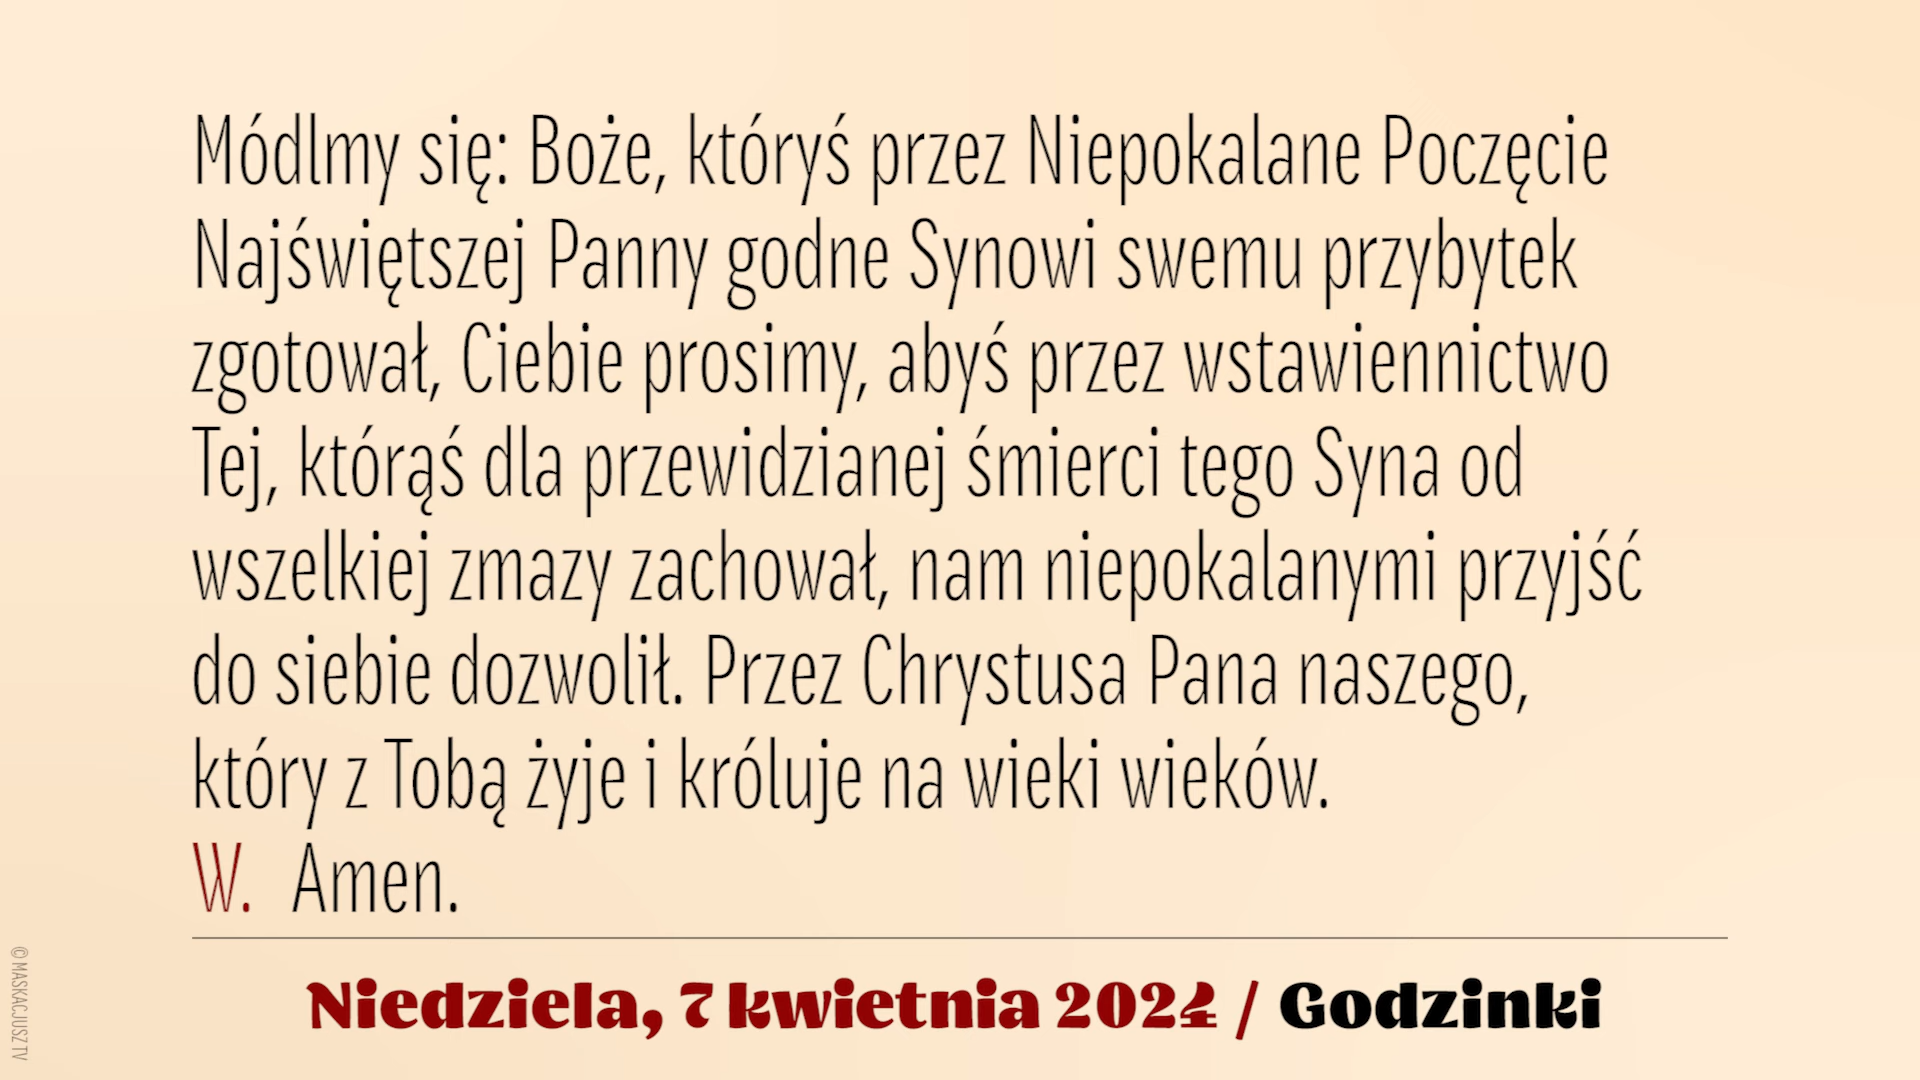 Módlmy się: Boże, któryś przez Niepokalane Poczęcie
Najświętszej Panny godne Synowi swemu przybytek
zgotował, Ciebie prosimy, abyś przez wstawiennictwo
Tej, którąś dla przewidzianej śmierci tego Syna od
wszelkiej zmazy zachował, nam niepokalanymi przyjść
do siebie dozwolił. Przez Chrystusa Pana naszego,
który z Tobą żyje i króluje na wieki wieków.
W. Amen.
Niedziela, 7 kwietnia 2024 / Godzinki
© MASKACJUSZ TV